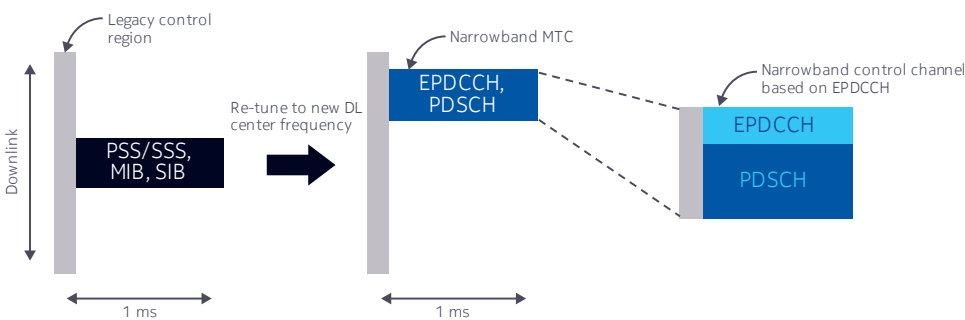 Legacy control
region
Downlink
PSS/SSS,
MIB, SIB
1 ms
Re-tune to new DL
center frequency
Narrowband MTC
EPDCCH,
PDSCH
1 ms
Narrowband control channel
based on EPDCCH
EPDCCH
PDSCH